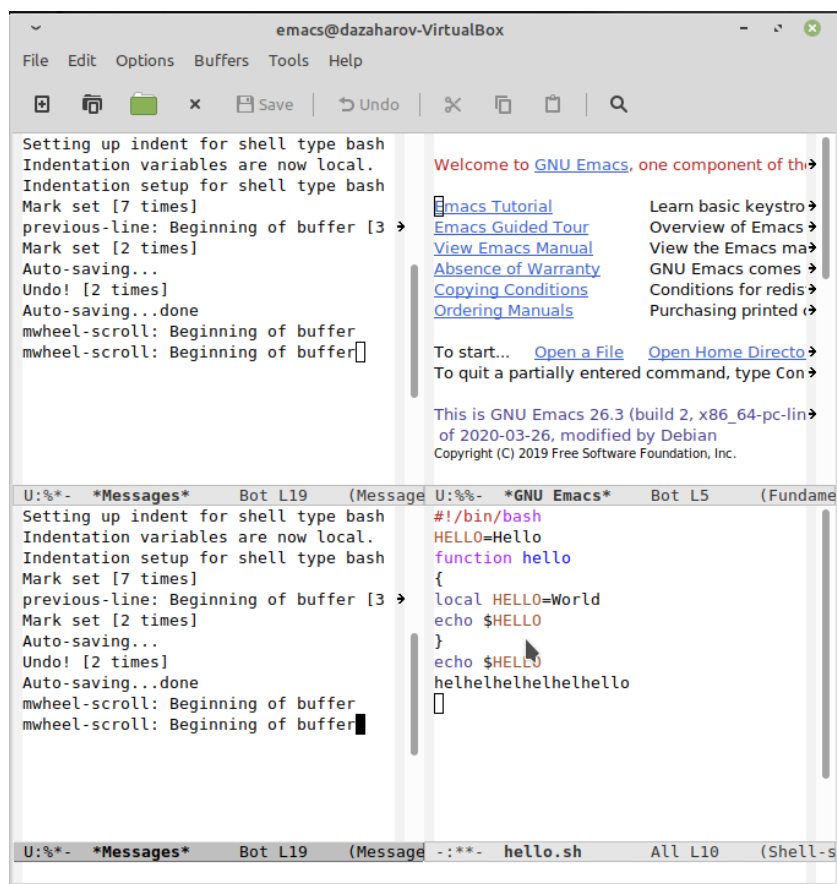 emacs@dazaharov-VirtualBox
File Edit Options Buffers Tools Help
Save Undo
Setting up indent for shell type bash
Indentation variables are now local.
Indentation setup for shell type bash
Mark set [7 times]
previous-line: Beginning of buffer [3
Mark set [2 times]
Auto-saving...
Undo! [2 times]
Auto-saving...done
mwheel-scroll: Beginning of buffer
mwheel-scroll: Beginning of buffer
U:%*- *Messages* Bot L19 (Message
Welcome to GNU Emacs, one component of the
Emacs Tutorial Learn basic keystro
Emacs Guided Tour Overview of Emacs
View Emacs Manual View the Emacs ma
Absence of Warranty GNU Emacs comes
Copying Conditions Conditions for redis
Ordering Manuals Purchasing printed
To start... Open a File Open Home Directo
To quit a partially entered command, type Con
This is GNU Emacs 26.3 (build 2, x86_64-pc-lin
of 2020-03-26, modified by Debian
Copyright (C) 2019 Free Software Foundation, Inc.
U:%%- *GNU Emacs* Bot L5 (Fundame
Setting up indent for shell type bash
Indentation variables are now local.
Indentation setup for shell type bash
Mark set [7 times]
previous-line: Beginning of buffer [3
Mark set [2 times]
Auto-saving...
Undo! [2 times]
Auto-saving...done
mwheel-scroll: Beginning of buffer
mwheel-scroll: Beginning of buffer
U:%*- *Messages* Bot L19 (Message
#!/bin/bash
HELLO=Hello
function hello
{
local HELLO=World
echo $HELLO
}
echo $HELLO
helhelhelhelhelhello
-:**- hello.sh All L10 (Shell-s